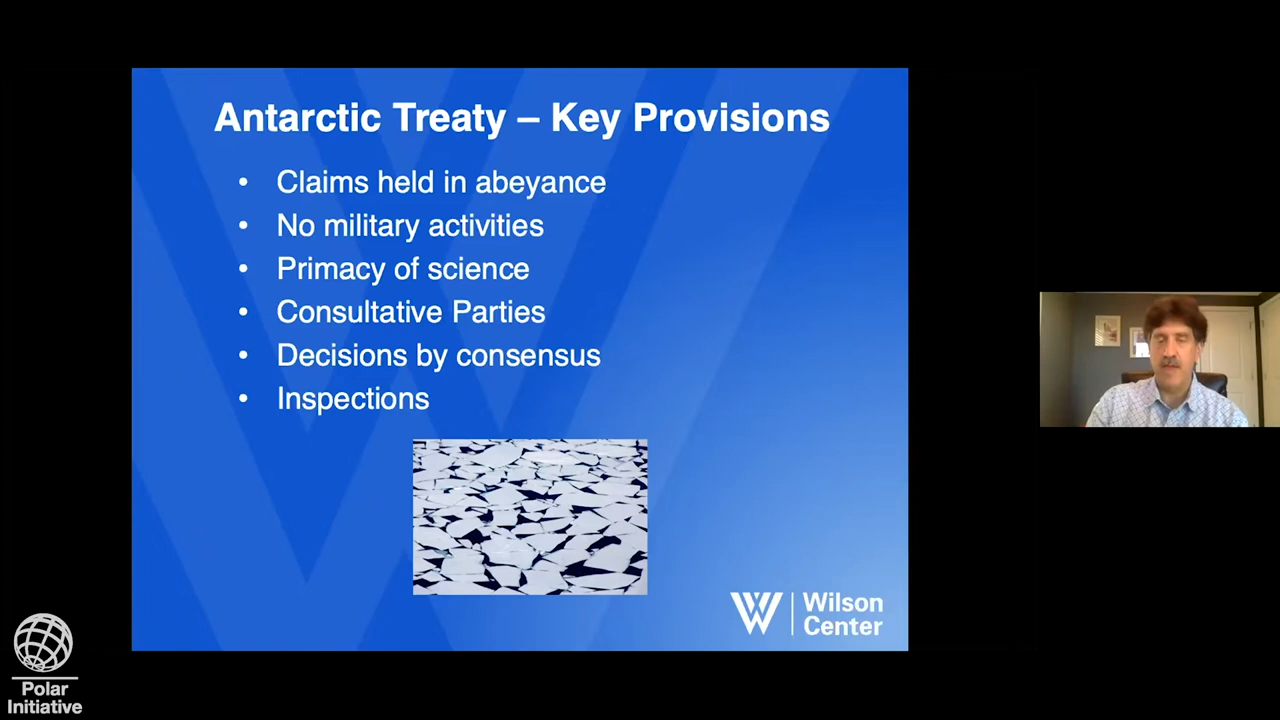 Antarctic Treaty – Key Provisions
• Claims held in abeyance
• No military activities
• Primacy of science
• Consultative Parties
• Decisions by consensus
• Inspections
Wilson
Center
Polar
Initiative